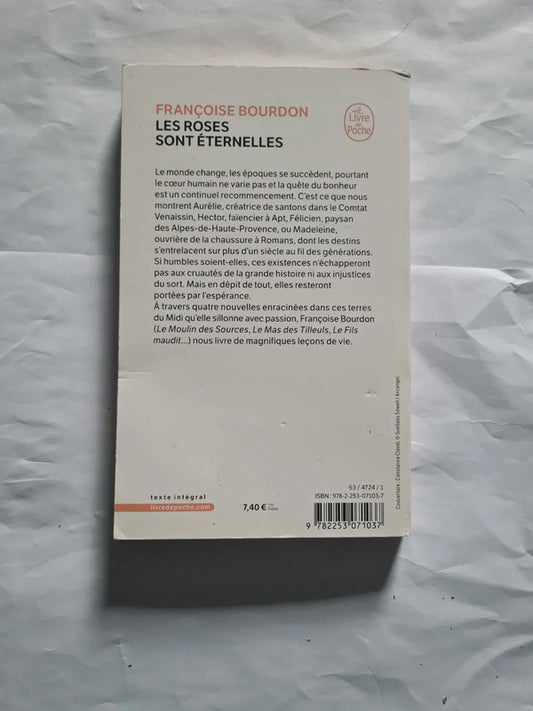 FRANÇOISE BOURDON
LES ROSES
SONT ÉTERNELLES
Le
Livre
de
Poche
Le monde change, les époques se succèdent, pourtant
le cœur humain ne varie pas et la quête du bonheur
est un continuel recommencement. C'est ce que nous
montrent Aurélie, créatrice de santons dans le Comtat
Venaissin, Hector, faïencier à Apt, Félicien, paysan
des Alpes-de-Haute-Provence, ou Madeleine,
ouvrière de la chaussure à Romans, dont les destins
s'entrelacent sur plus d'un siècle au fil des générations.
Si humbles soient-elles, ces existences n'échapperont
pas aux cruautés de la grande histoire ni aux injustices
du sort. Mais en dépit de tout, elles resteront
portées par l'espérance.
À travers quatre nouvelles enracinées dans ces terres
du Midi qu'elle sillonne avec passion, Françoise Bourdon
(Le Moulin des Sources, Le Mas des Tilleuls, Le Fils
maudit...) nous livre de magnifiques leçons de vie.
Couverture : Constance Clavel. © Svetlana Sewell / Arcangel.
53 / 4724 / 1
ISBN : 978-2-253-07103-7
texte intégral
livredepoche.com
7,40 €
9 782253 071037